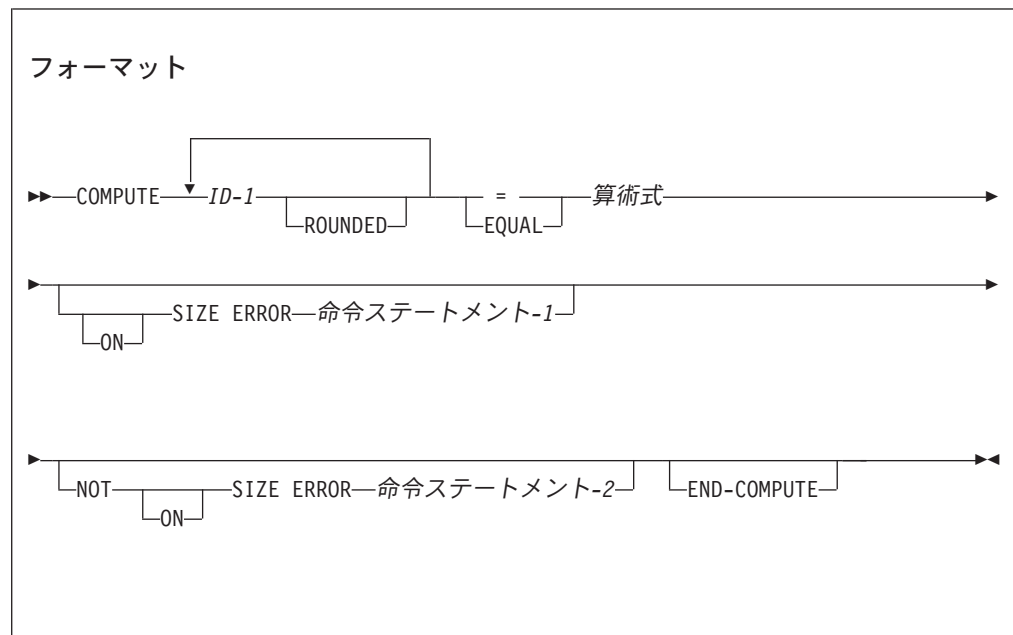 フォーマット
COMPUTE ID-1 ROUNDED = EQUAL 算術式
ON SIZE ERROR 命令ステートメント-1
NOT ON SIZE ERROR 命令ステートメント-2 END-COMPUTE